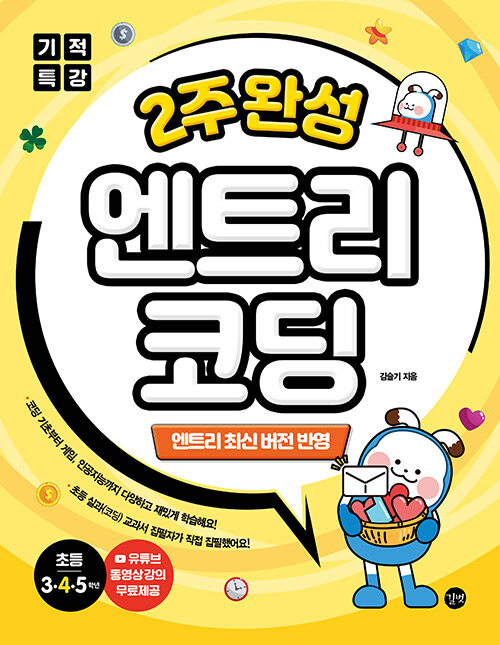 기적
특강
2주 완성
엔트리
코딩
김슬기 지음
엔트리 최신 버전 반영
· 코딩 기초부터 게임, 인공지능까지 다양하고 재밌게 학습해요!
· 초등 실과(코딩) 교과서 집필자가 직접 집필했어요!
초등
3·4·5학년
유튜브
동영상 강의
무료 제공
길벗